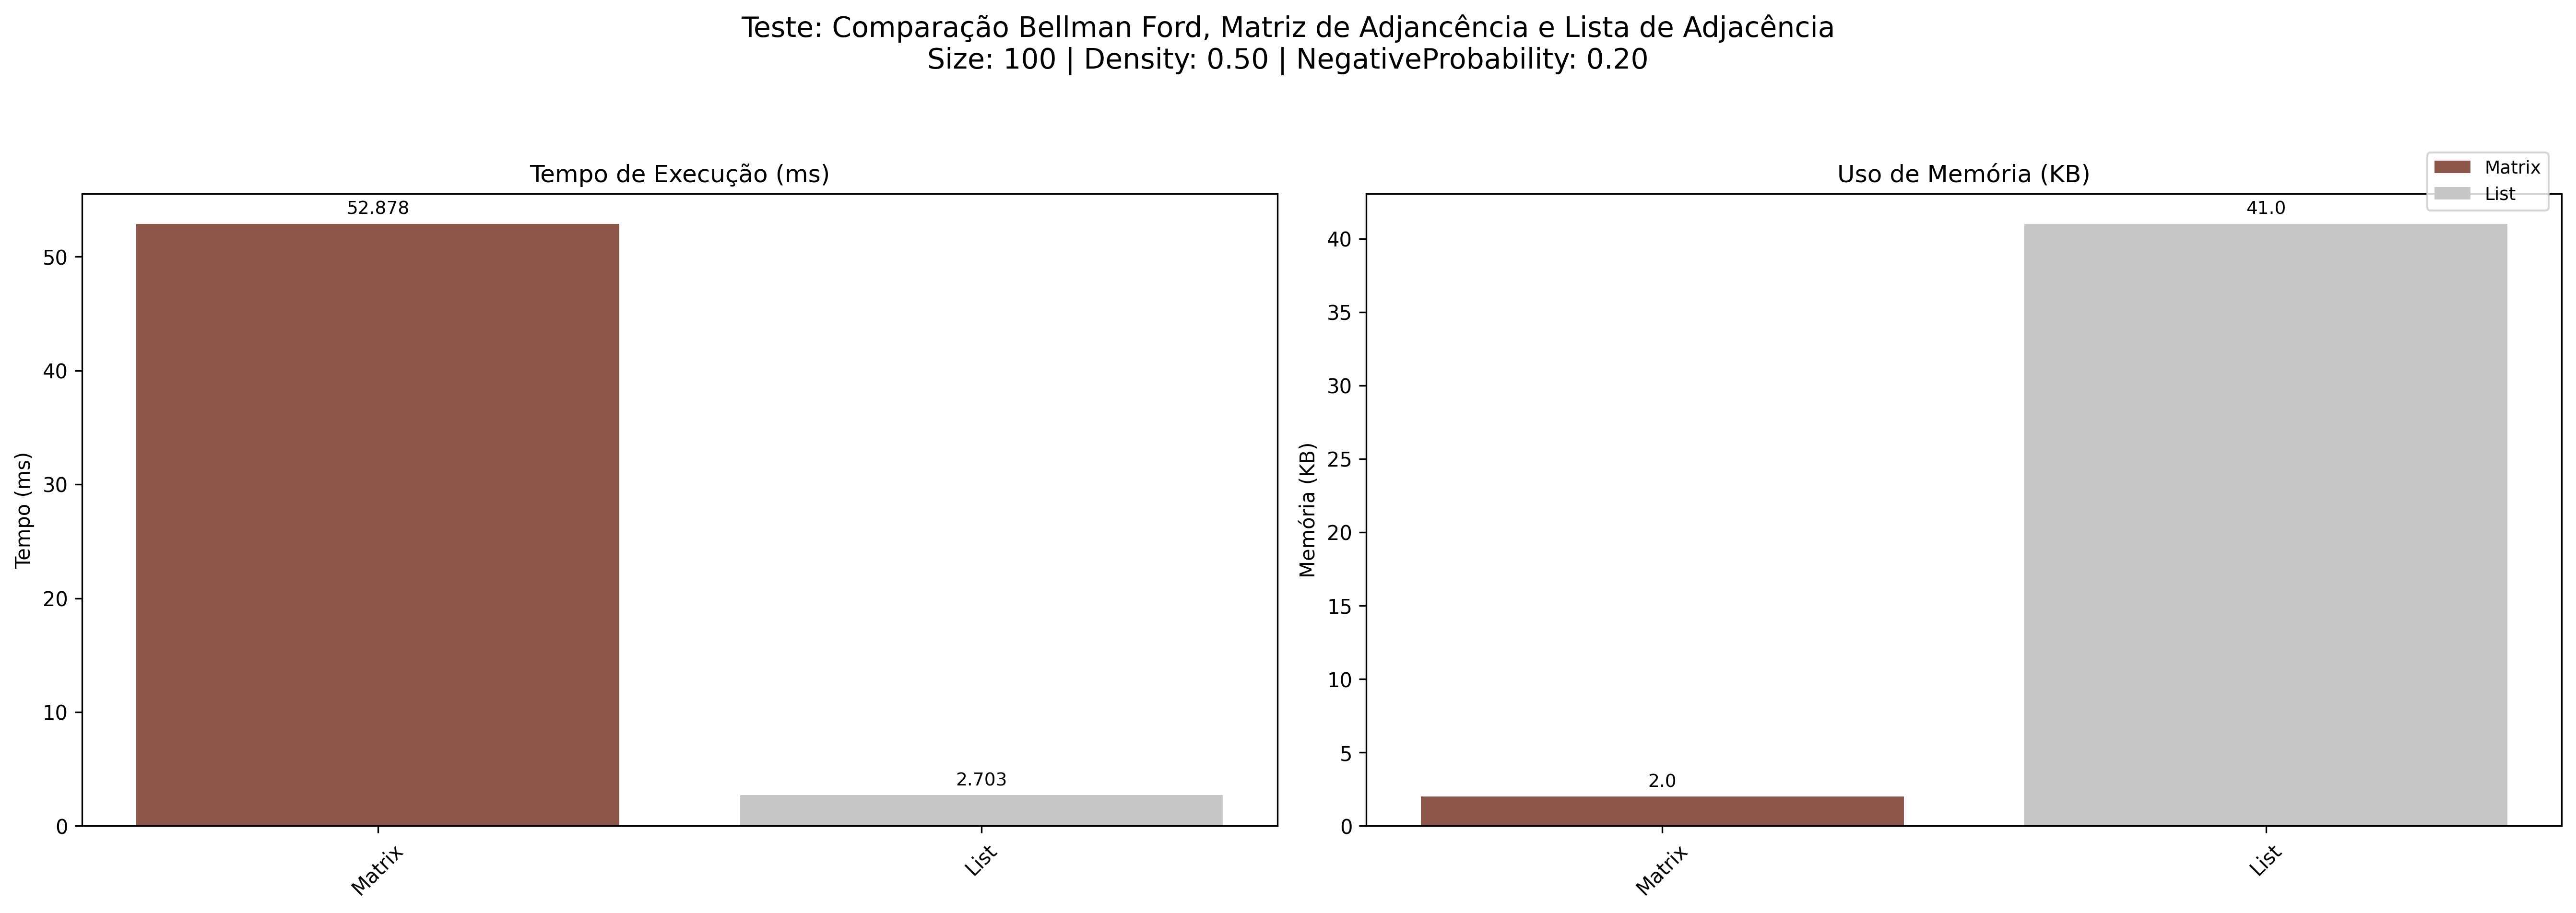 Teste: Comparação Bellman Ford, Matriz de Adjancência e Lista de Adjacência
Size: 100 | Density: 0.50 | NegativeProbability: 0.20
Tempo de Execução (ms)
52.878
2.703
50
40
30
20
10
0
Tempo (ms)
Matrix
List
Uso de Memória (KB)
Matrix
List
41.0
2.0
40
35
30
25
20
15
10
5
0
Memória (KB)
Matrix
List